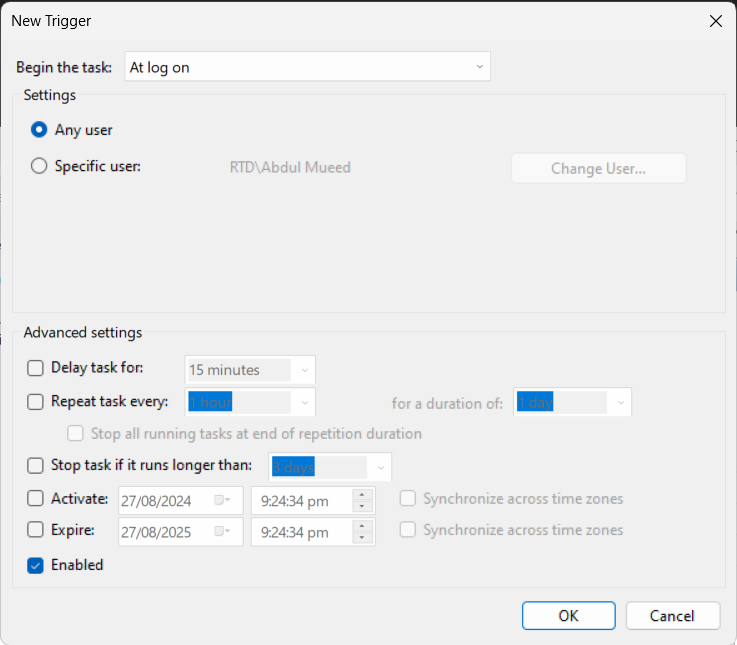 New Trigger
Begin the task: At log on
Settings
Any user
Specific user: RTD\Abdul Mueed Change User...
Advanced settings
Delay task for: 15 minutes
Repeat task every: 1 hour for a duration of: 1 day
Stop all running tasks at end of repetition duration
Stop task if it runs longer than: 3 days
Activate: 27/08/2024 9:24:34 pm Synchronize across time zones
Expire: 27/08/2025 9:24:34 pm Synchronize across time zones
Enabled
OK Cancel